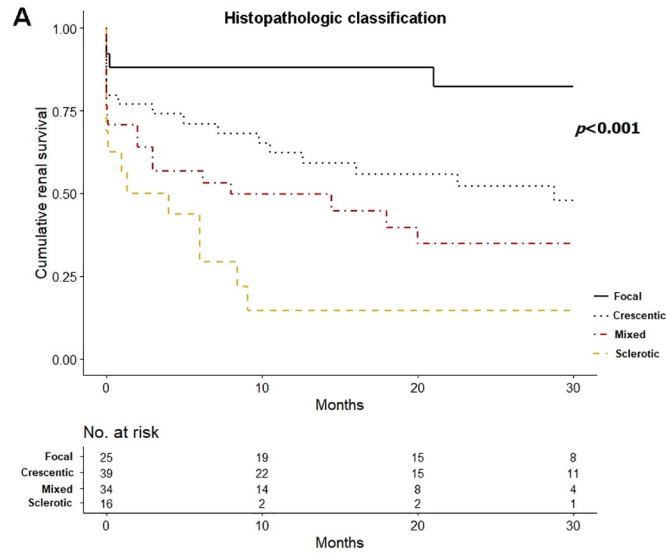 A
Histopathologic classification
Cumulative renal survival
1.00
0.75
0.50
0.25
0.00
p<0.001
Focal
Crescentic
Mixed
Sclerotic
0 10 20 30
Months
No. at risk
Focal 25 19 15 8
Crescentic 39 22 15 11
Mixed 34 14 8 4
Sclerotic 16 2 2 1
0 10 20 30
Months